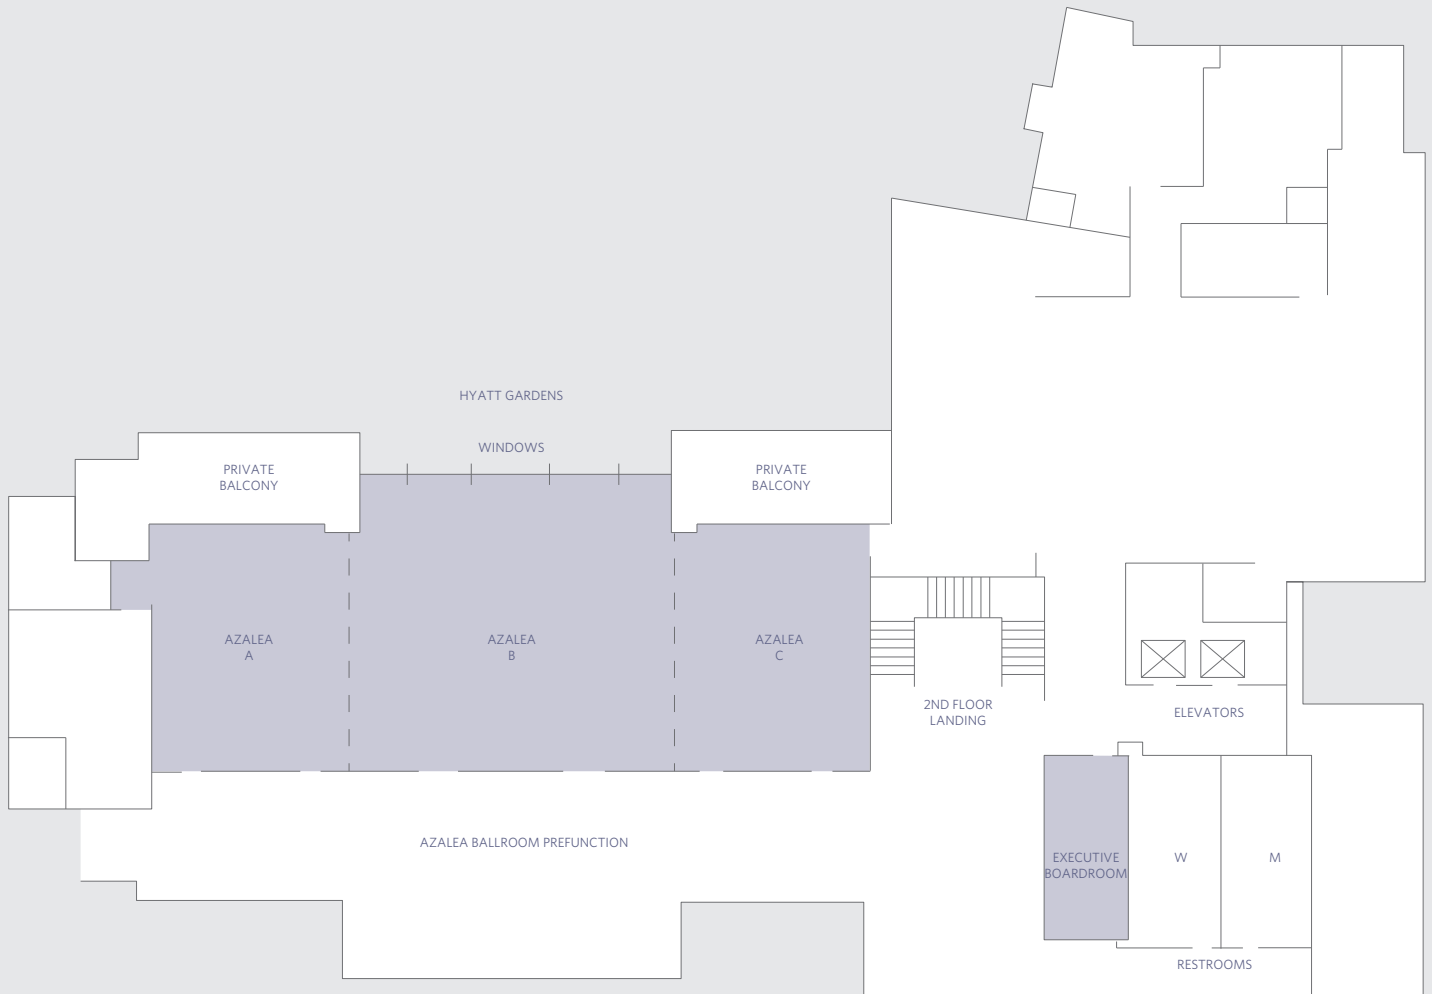 HYATT GARDENS
WINDOWS
PRIVATE
BALCONY
PRIVATE
BALCONY
AZALEA
A
AZALEA
B
AZALEA
C
2ND FLOOR
LANDING
ELEVATORS
AZALEA BALLROOM PREFUNCTION
EXECUTIVE
BOARDROOM
W
M
RESTROOMS